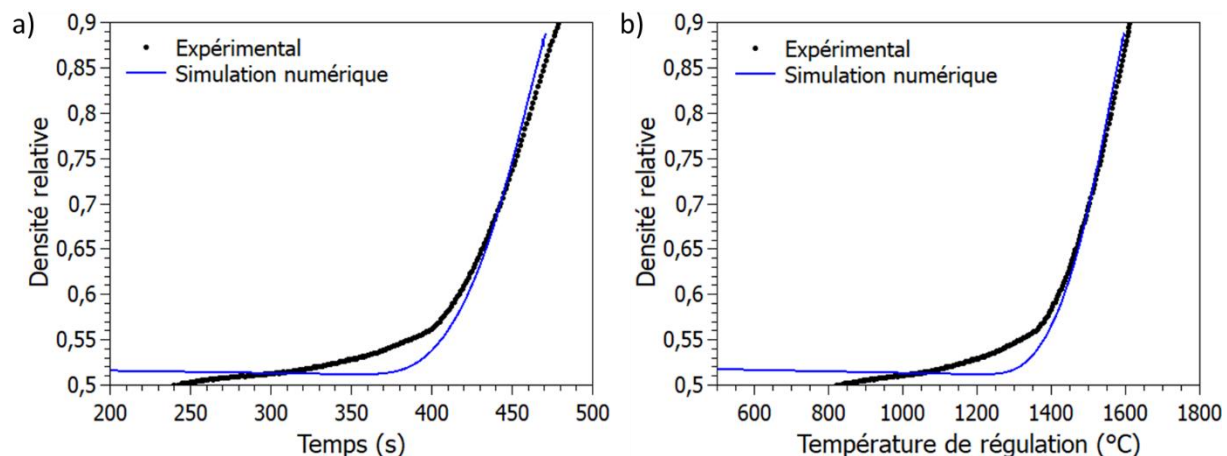 a)
0,9
0,85
0,8
0,75
0,7
0,65
0,6
0,55
0,5
Densité relative
Expérimental
Simulation numérique
200 250 300 350 400 450 500
Temps (s)
b)
0,9
0,85
0,8
0,75
0,7
0,65
0,6
0,55
0,5
Densité relative
Expérimental
Simulation numérique
600 800 1000 1200 1400 1600 1800
Température de régulation (°C)